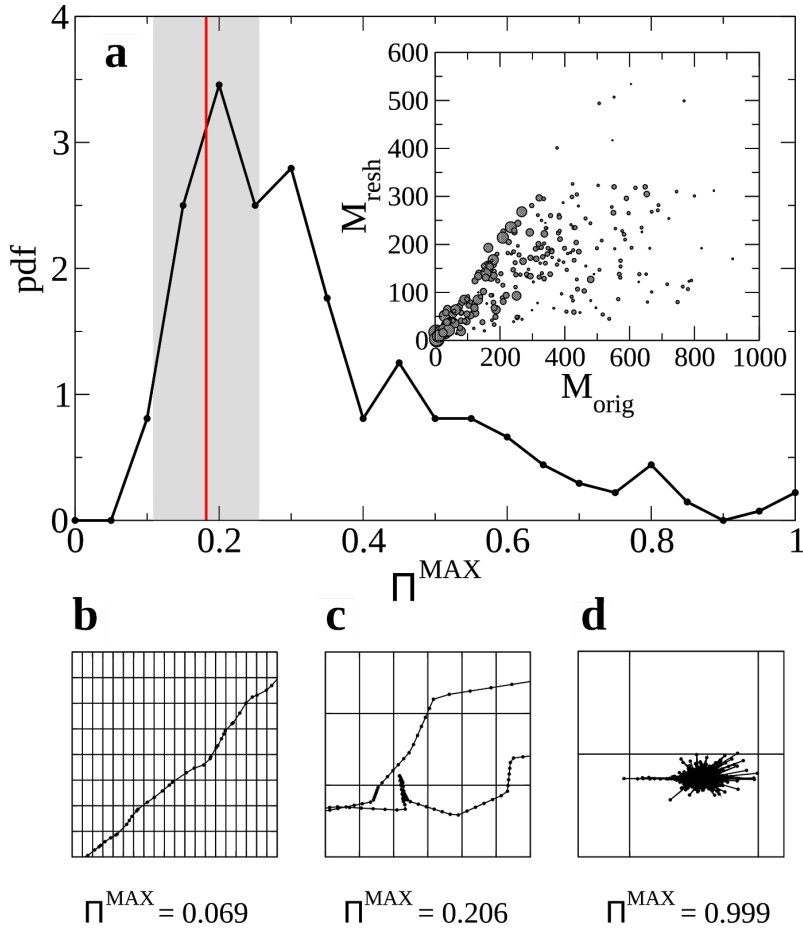 a
4
3
2
1
0
pdf
0
0.2
0.4
0.6
0.8
1
Π^MAX
600
500
400
300
200
100
0
M_resh
0
200
400
600
800
1000
M_orig
b
c
d
Π^MAX = 0.069
Π^MAX = 0.206
Π^MAX = 0.999